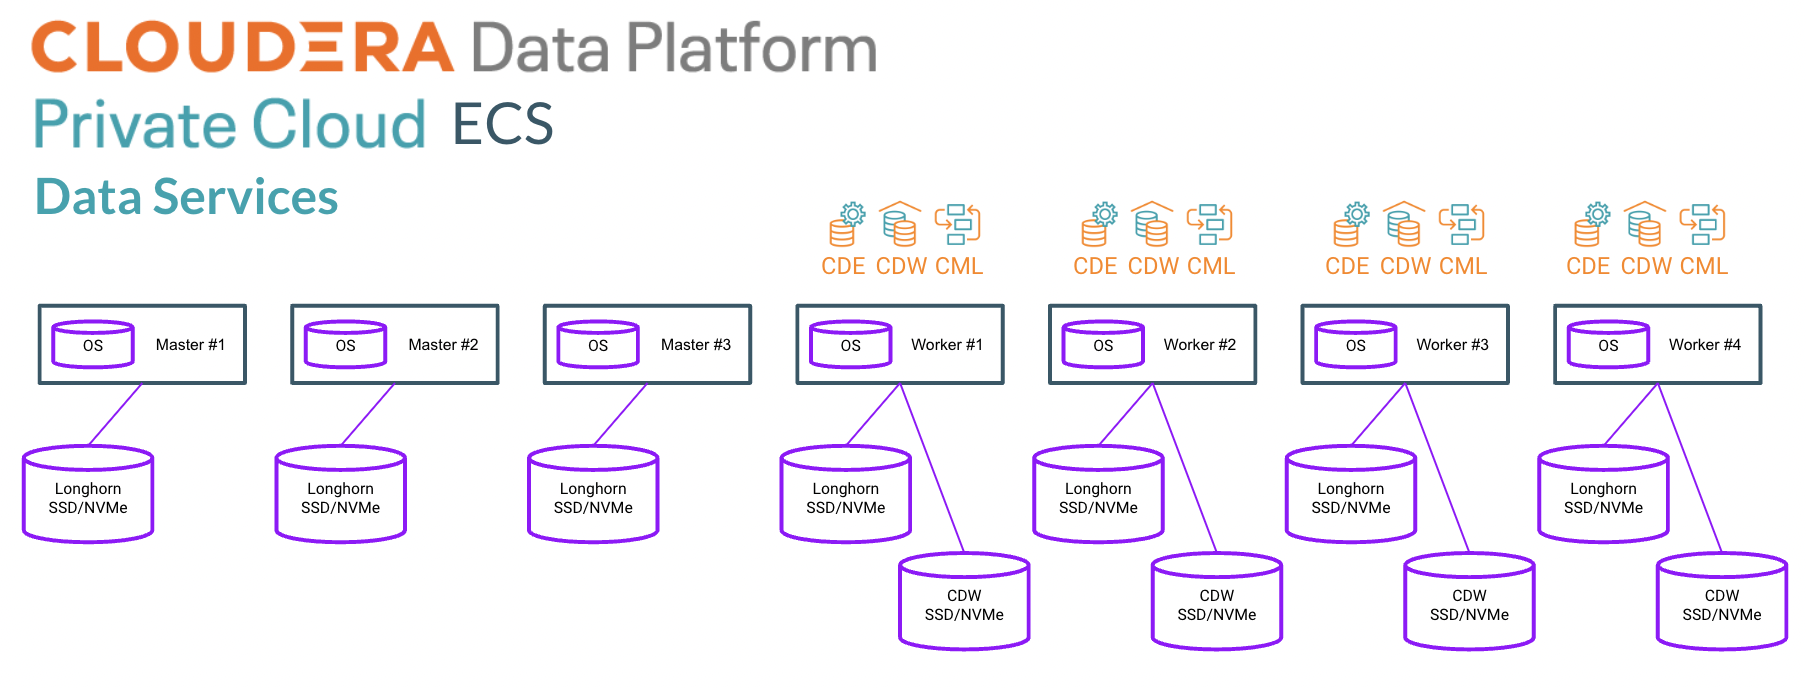 CLOUDERA Data Platform
Private Cloud ECS
Data Services
CDE CDW CML
CDE CDW CML
CDE CDW CML
CDE CDW CML
OS Master #1
OS Master #2
OS Master #3
OS Worker #1
OS Worker #2
OS Worker #3
OS Worker #4
Longhorn
SSD/NVMe
Longhorn
SSD/NVMe
Longhorn
SSD/NVMe
Longhorn
SSD/NVMe
Longhorn
SSD/NVMe
Longhorn
SSD/NVMe
Longhorn
SSD/NVMe
CDW
SSD/NVMe
CDW
SSD/NVMe
CDW
SSD/NVMe
CDW
SSD/NVMe